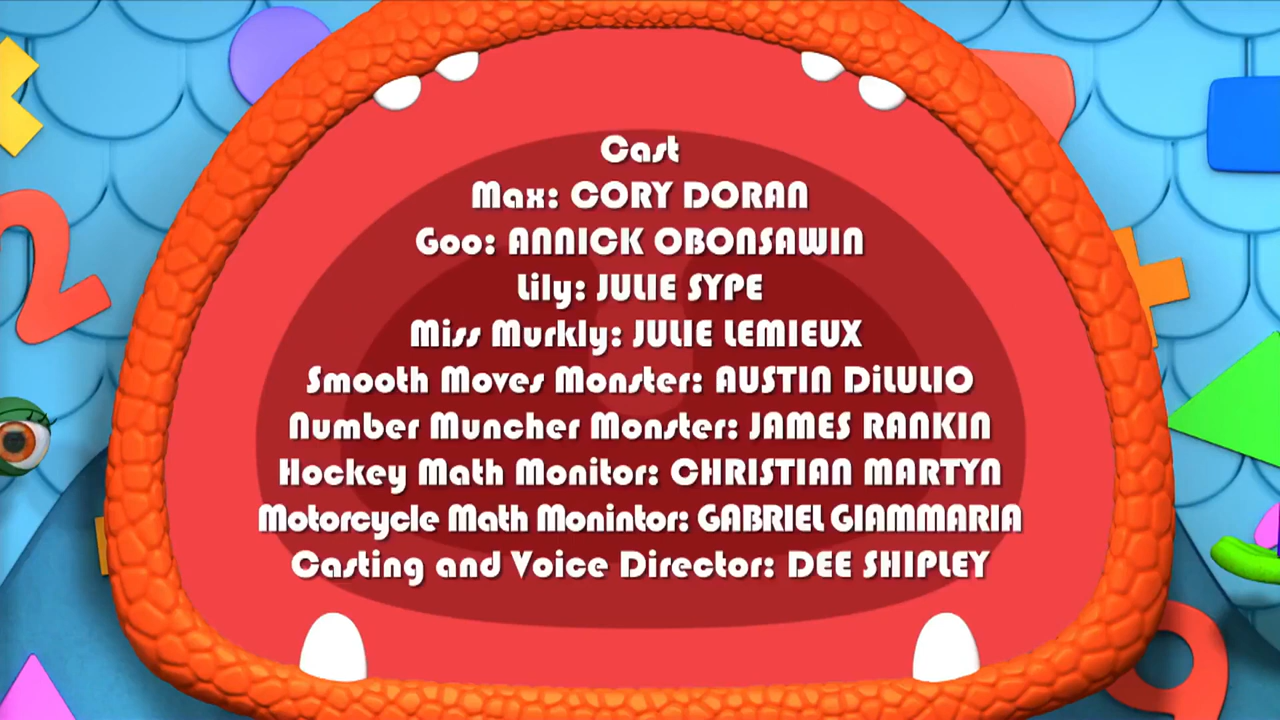 Cast
Max: CORY DORAN
Goo: ANNICK OBONSAWIN
Lily: JULIE SYPE
Miss Murkly: JULIE LEMIEUX
Smooth Moves Monster: AUSTIN DiLULIO
Number Muncher Monster: JAMES RANKIN
Hockey Math Monitor: CHRISTIAN MARTYN
Motorcycle Math Monintor: GABRIEL GIAMMARIA
Casting and Voice Director: DEE SHIPLEY
2